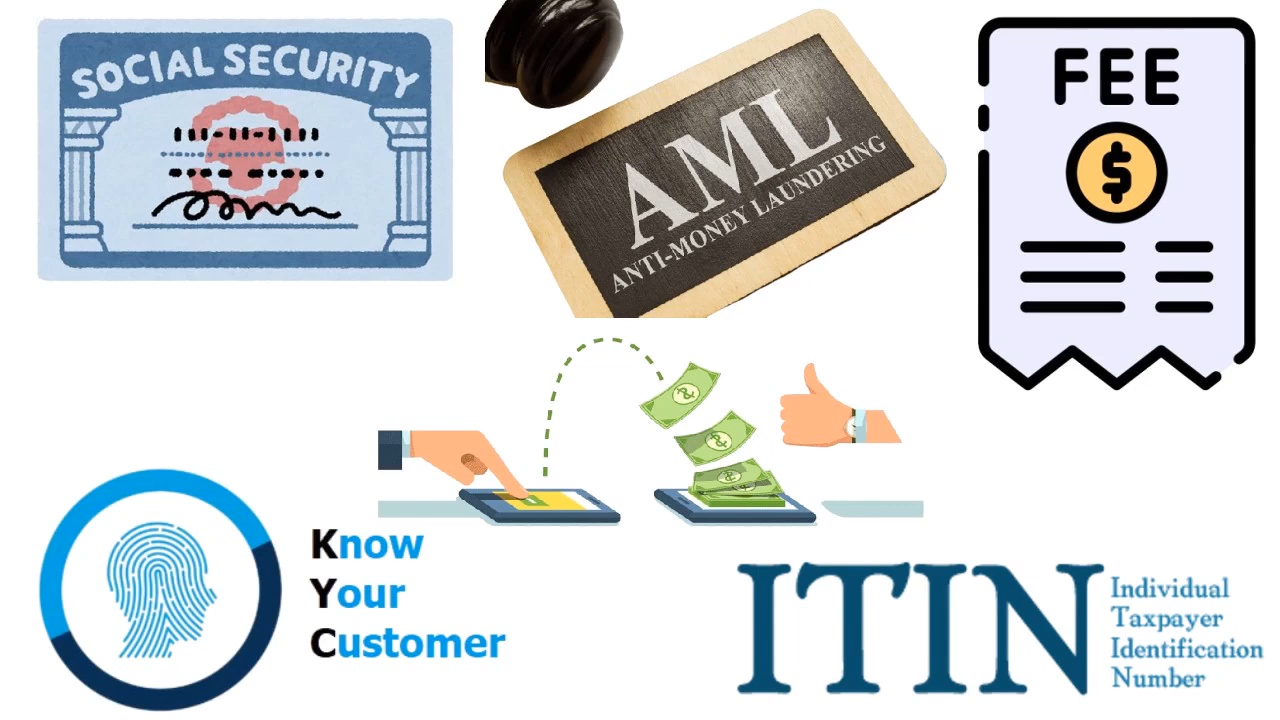 SOCIAL SECURITY
AML
ANTI-MONEY LAUNDERING
FEE
$
Know
Your
Customer
ITIN
Individual
Taxpayer
Identification
Number